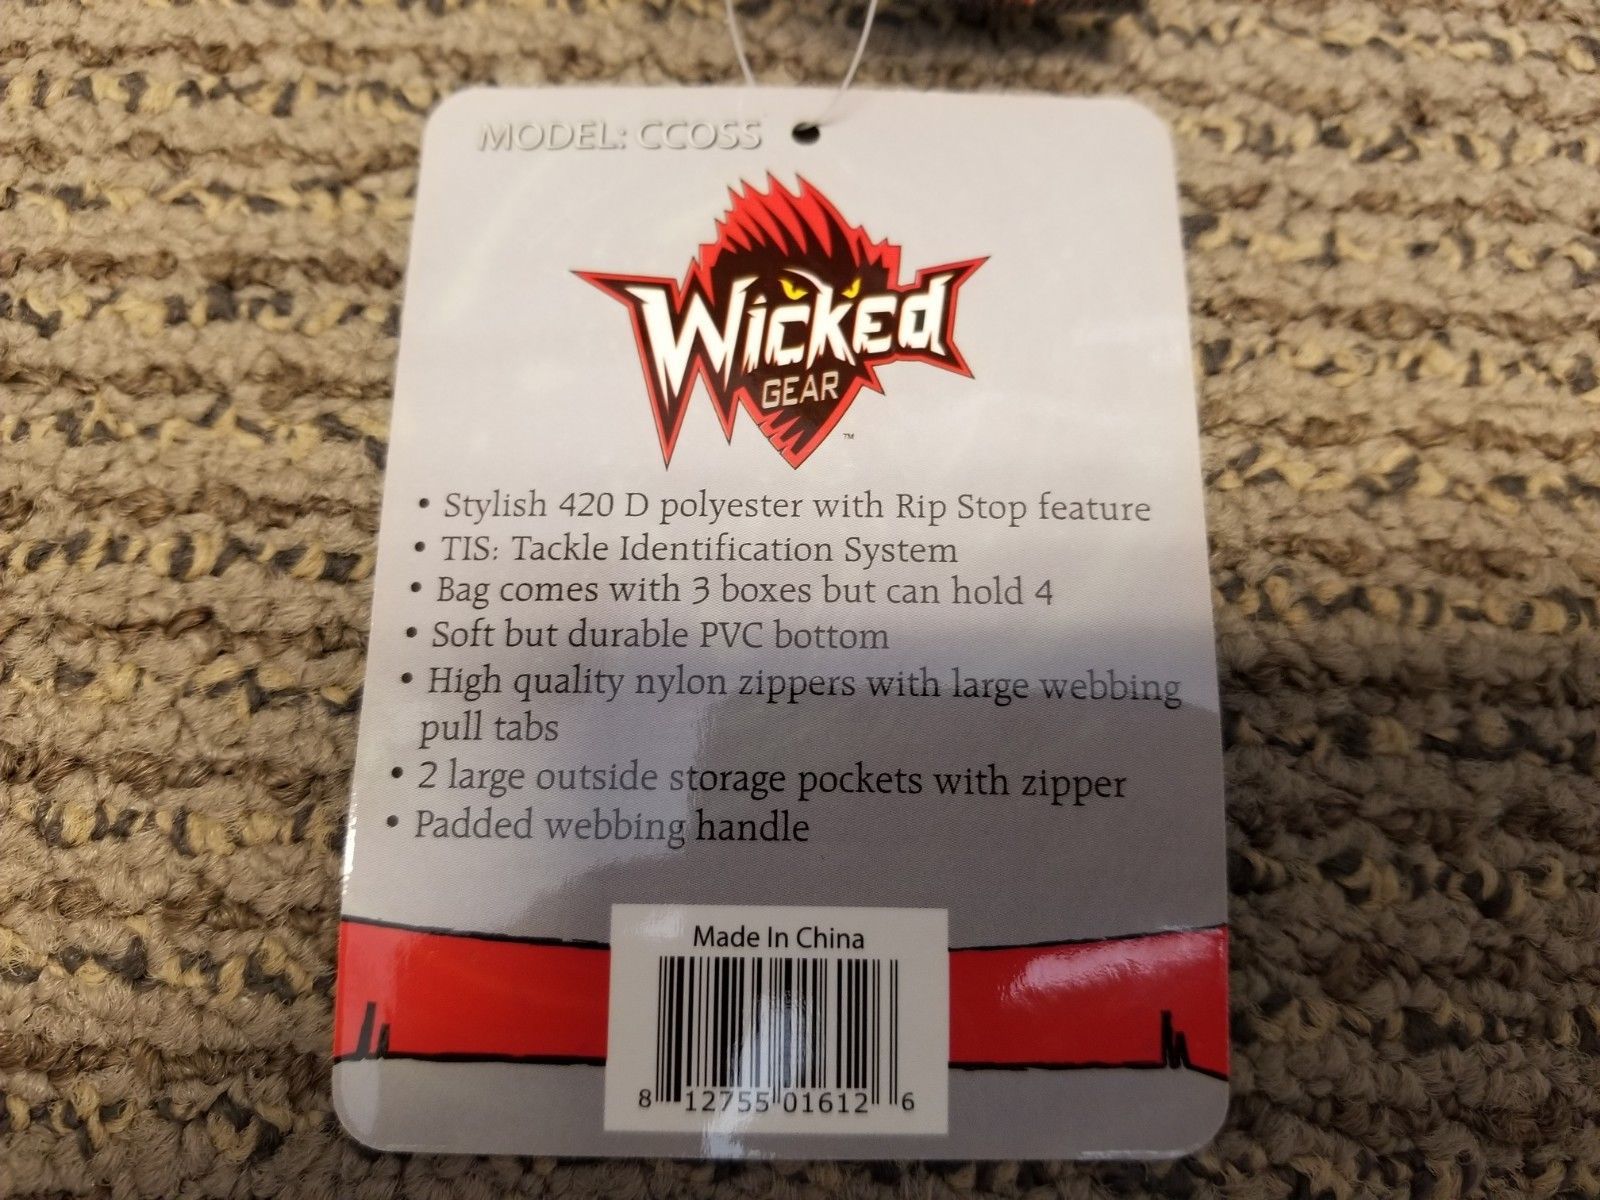 MODEL: CCOSS
Wicked
GEAR
TM
• Stylish 420 D polyester with Rip Stop feature
• TIS: Tackle Identification System
• Bag comes with 3 boxes but can hold 4
• Soft but durable PVC bottom
• High quality nylon zippers with large webbing
pull tabs
• 2 large outside storage pockets with zipper
• Padded webbing handle
Made In China
8 12755 01612 6